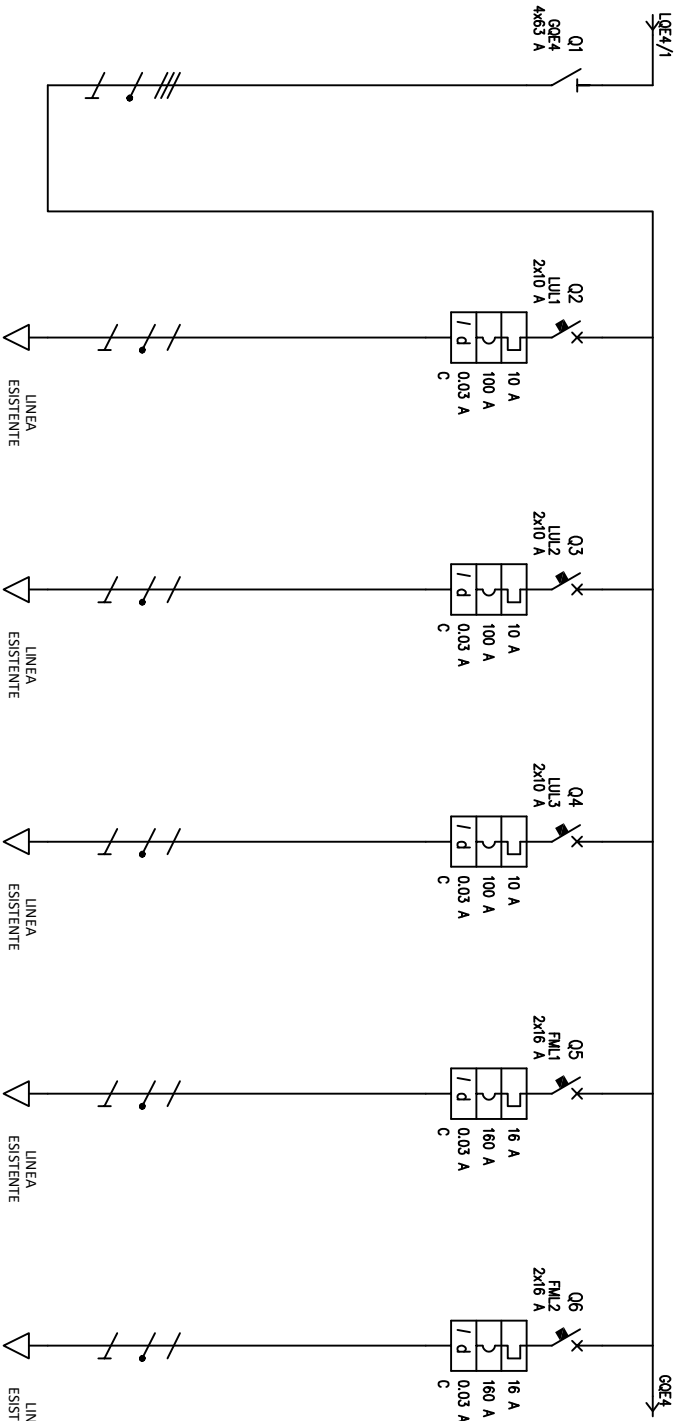 LQE4/1
Q1
GQE4
4x63 A
Q2
LUL1
2x10 A
10 A
100 A
I d 0.03 A
C
LINEA
ESISTENTE
Q3
LUL2
2x10 A
10 A
100 A
I d 0.03 A
C
LINEA
ESISTENTE
Q4
LUL3
2x10 A
10 A
100 A
I d 0.03 A
C
LINEA
ESISTENTE
Q5
FML1
2x16 A
16 A
160 A
I d 0.03 A
C
LINEA
ESISTENTE
GQE4
Q6
FML2
2x16 A
16 A
160 A
I d 0.03 A
C